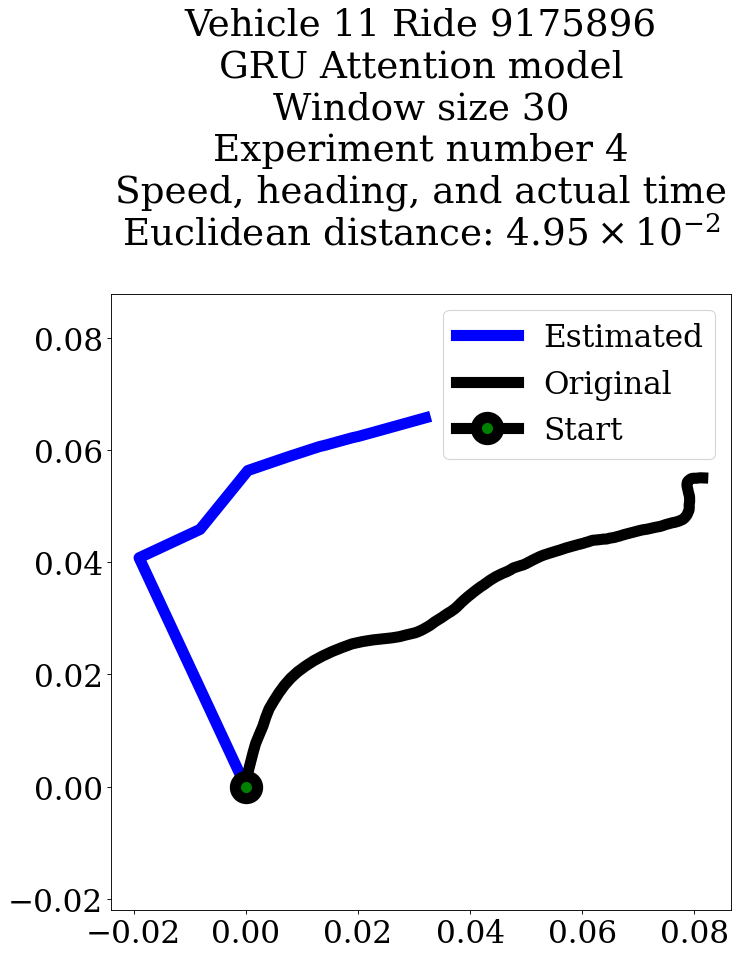 Vehicle 11 Ride 9175896
GRU Attention model
Window size 30
Experiment number 4
Speed, heading, and actual time
Euclidean distance: 4.95 × 10⁻²
Estimated
Original
Start
0.08
0.06
0.04
0.02
0.00
−0.02
−0.02 0.00 0.02 0.04 0.06 0.08